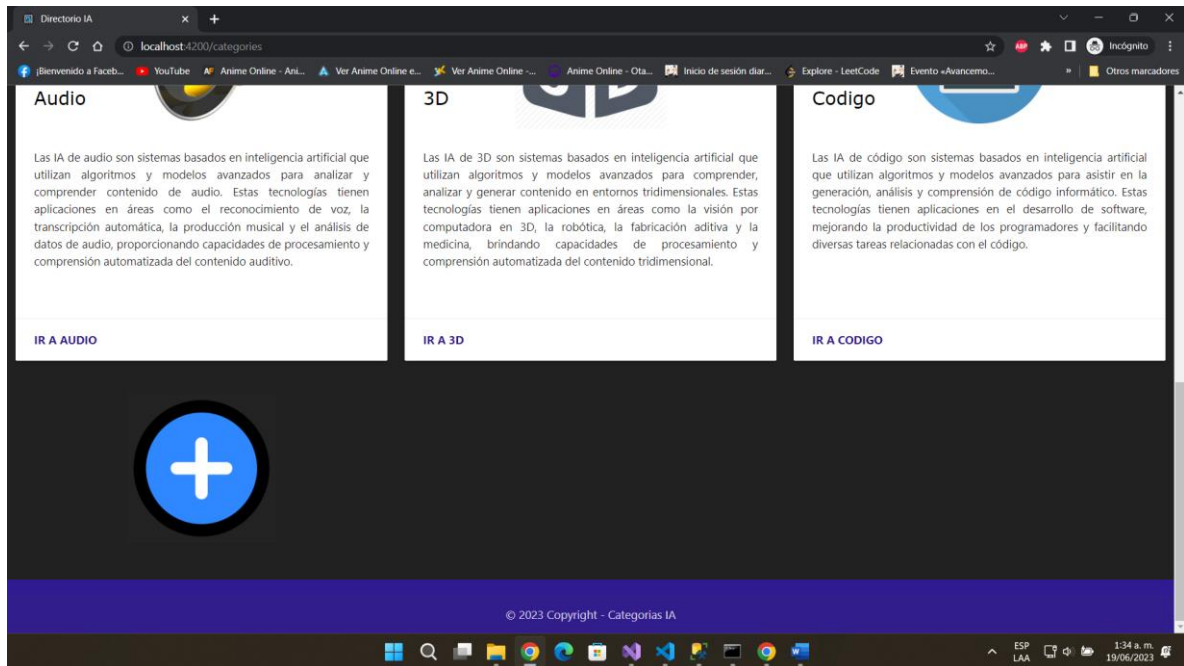 Directorio IA
localhost:4200/categories
Incógnito
¡Bienvenido a Faceb... YouTube Anime Online - Ani... Ver Anime Online e... Ver Anime Online -... Anime Online - Ota... Inicio de sesión diar... Explore - LeetCode Evento «Avancemo... » Otros marcadores
Audio
Las IA de audio son sistemas basados en inteligencia artificial que
utilizan algoritmos y modelos avanzados para analizar y
comprender contenido de audio. Estas tecnologías tienen
aplicaciones en áreas como el reconocimiento de voz, la
transcripción automática, la producción musical y el análisis de
datos de audio, proporcionando capacidades de procesamiento y
comprensión automatizada del contenido auditivo.
IR A AUDIO
3D
Las IA de 3D son sistemas basados en inteligencia artificial que
utilizan algoritmos y modelos avanzados para comprender,
analizar y generar contenido en entornos tridimensionales. Estas
tecnologías tienen aplicaciones en áreas como la visión por
computadora en 3D, la robótica, la fabricación aditiva y la
medicina, brindando capacidades de procesamiento y
comprensión automatizada del contenido tridimensional.
IR A 3D
Codigo
Las IA de código son sistemas basados en inteligencia artificial
que utilizan algoritmos y modelos avanzados para asistir en la
generación, análisis y comprensión de código informático. Estas
tecnologías tienen aplicaciones en el desarrollo de software,
mejorando la productividad de los programadores y facilitando
diversas tareas relacionadas con el código.
IR A CODIGO
© 2023 Copyright - Categorias IA
ESP
LAA
1:34 a. m.
19/06/2023